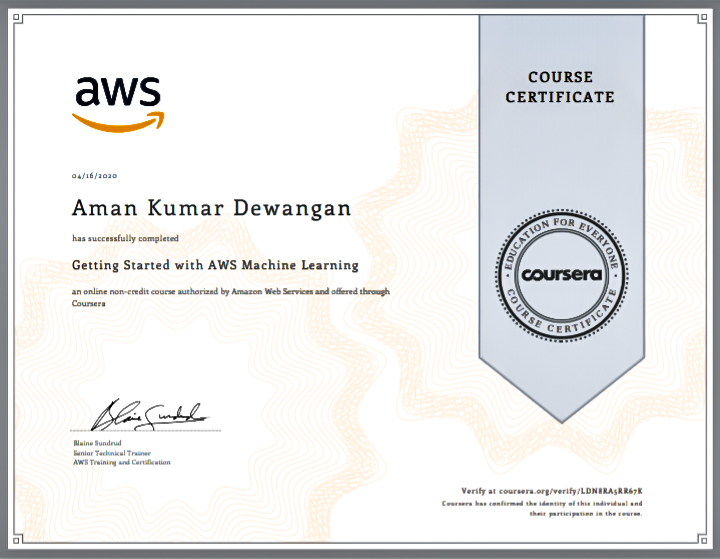 aws
COURSE
CERTIFICATE
04/16/2020
Aman Kumar Dewangan
has successfully completed
Getting Started with AWS Machine Learning
an online non-credit course authorized by Amazon Web Services and offered through
Coursera
EDUCATION FOR EVERYONE
coursera
COURSE CERTIFICATE
Blaine Sundrud
Blaine Sundrud
Senior Technical Trainer
AWS Training and Certification
Verify at coursera.org/verify/LDN8RA5RR67K
Coursera has confirmed the identity of this individual and
their participation in the course.